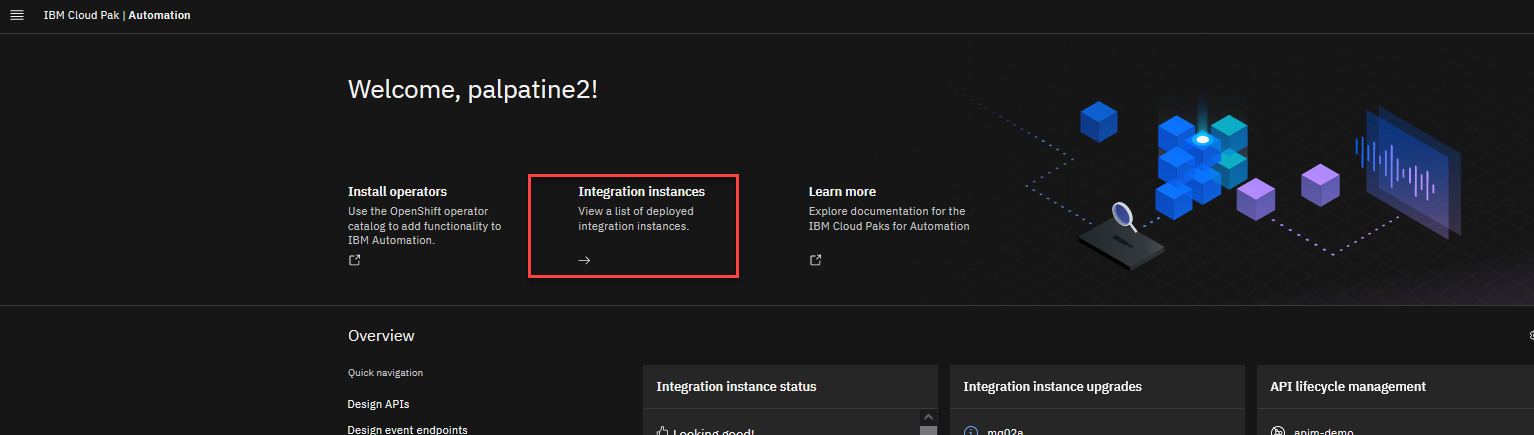 IBM Cloud Pak | Automation
Welcome, palpatine2!
Install operators
Use the OpenShift operator
catalog to add functionality to
IBM Automation.
Integration instances
View a list of deployed
integration instances.
Learn more
Explore documentation for the
IBM Cloud Paks for Automation
Overview
Quick navigation
Design APIs
Design event endpoints
Integration instance status
Looking good!
Integration instance upgrades
mq02a
API lifecycle management
apim-demo